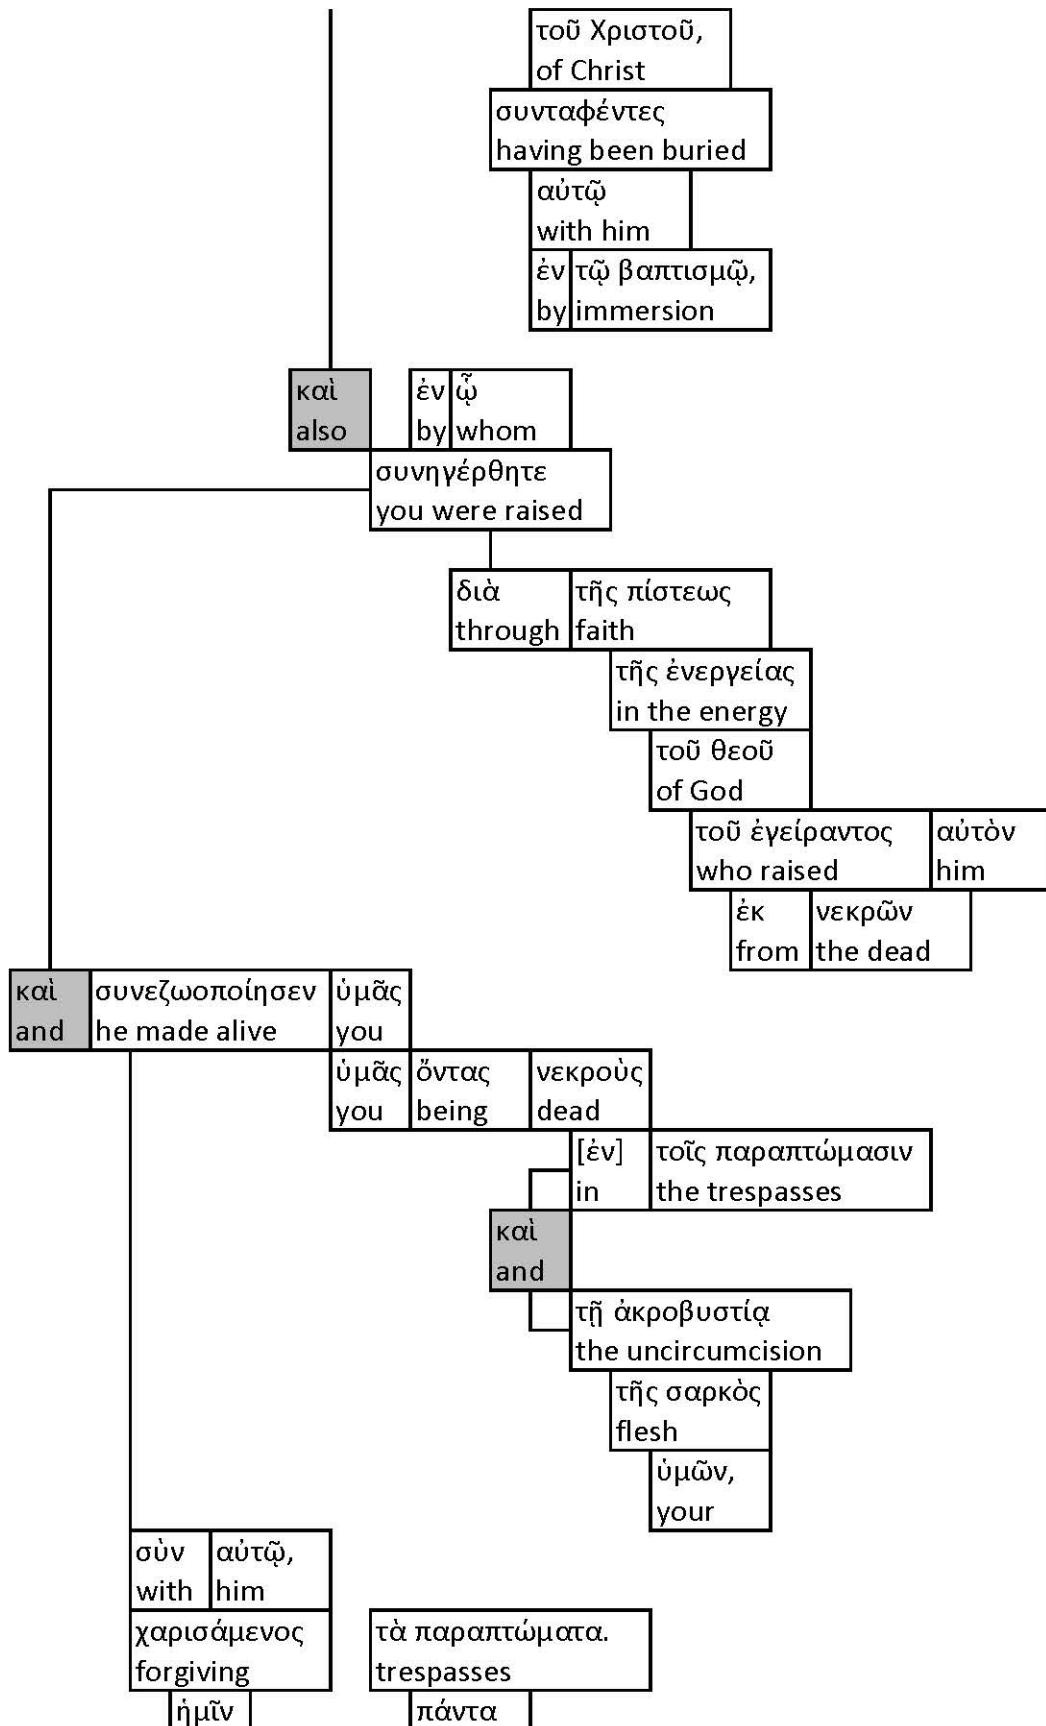 τοῦ Χριστοῦ,
of Christ
συνταφέντες
having been buried
αὐτῷ
with him
ἐν τῷ βαπτισμῷ,
by immersion
καὶ ἐν ᾧ
also by whom
συνηγέρθητε
you were raised
διὰ τῆς πίστεως
through faith
τῆς ἐνεργείας
in the energy
τοῦ θεοῦ
of God
τοῦ ἐγείραντος αὐτὸν
who raised him
ἐκ νεκρῶν
from the dead
καὶ συνεζωοποίησεν ὑμᾶς
and he made alive you
ὑμᾶς ὄντας νεκροὺς
you being dead
[ἐν] τοῖς παραπτώμασιν
in the trespasses
καὶ
and
τῇ ἀκροβυστίᾳ
the uncircumcision
τῆς σαρκὸς
flesh
ὑμῶν,
your
σὺν αὐτῷ,
with him
χαρισάμενος τὰ παραπτώματα.
forgiving trespasses
ἡμῖν πάντα